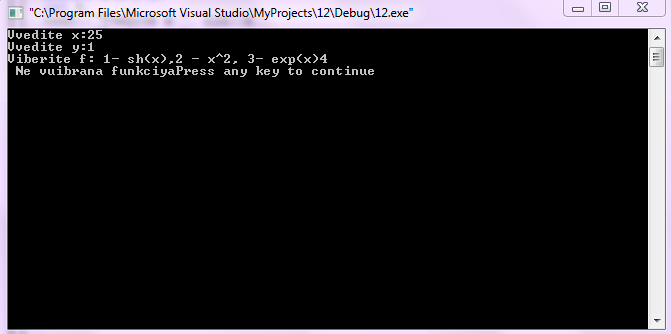 "C:\Program Files\Microsoft Visual Studio\MyProjects\12\Debug\12.exe"
Vvedite x:25
Vvedite y:1
Viberite f: 1- sh(x),2 - x^2, 3- exp(x)4
Ne vuibrana funkciyaPress any key to continue